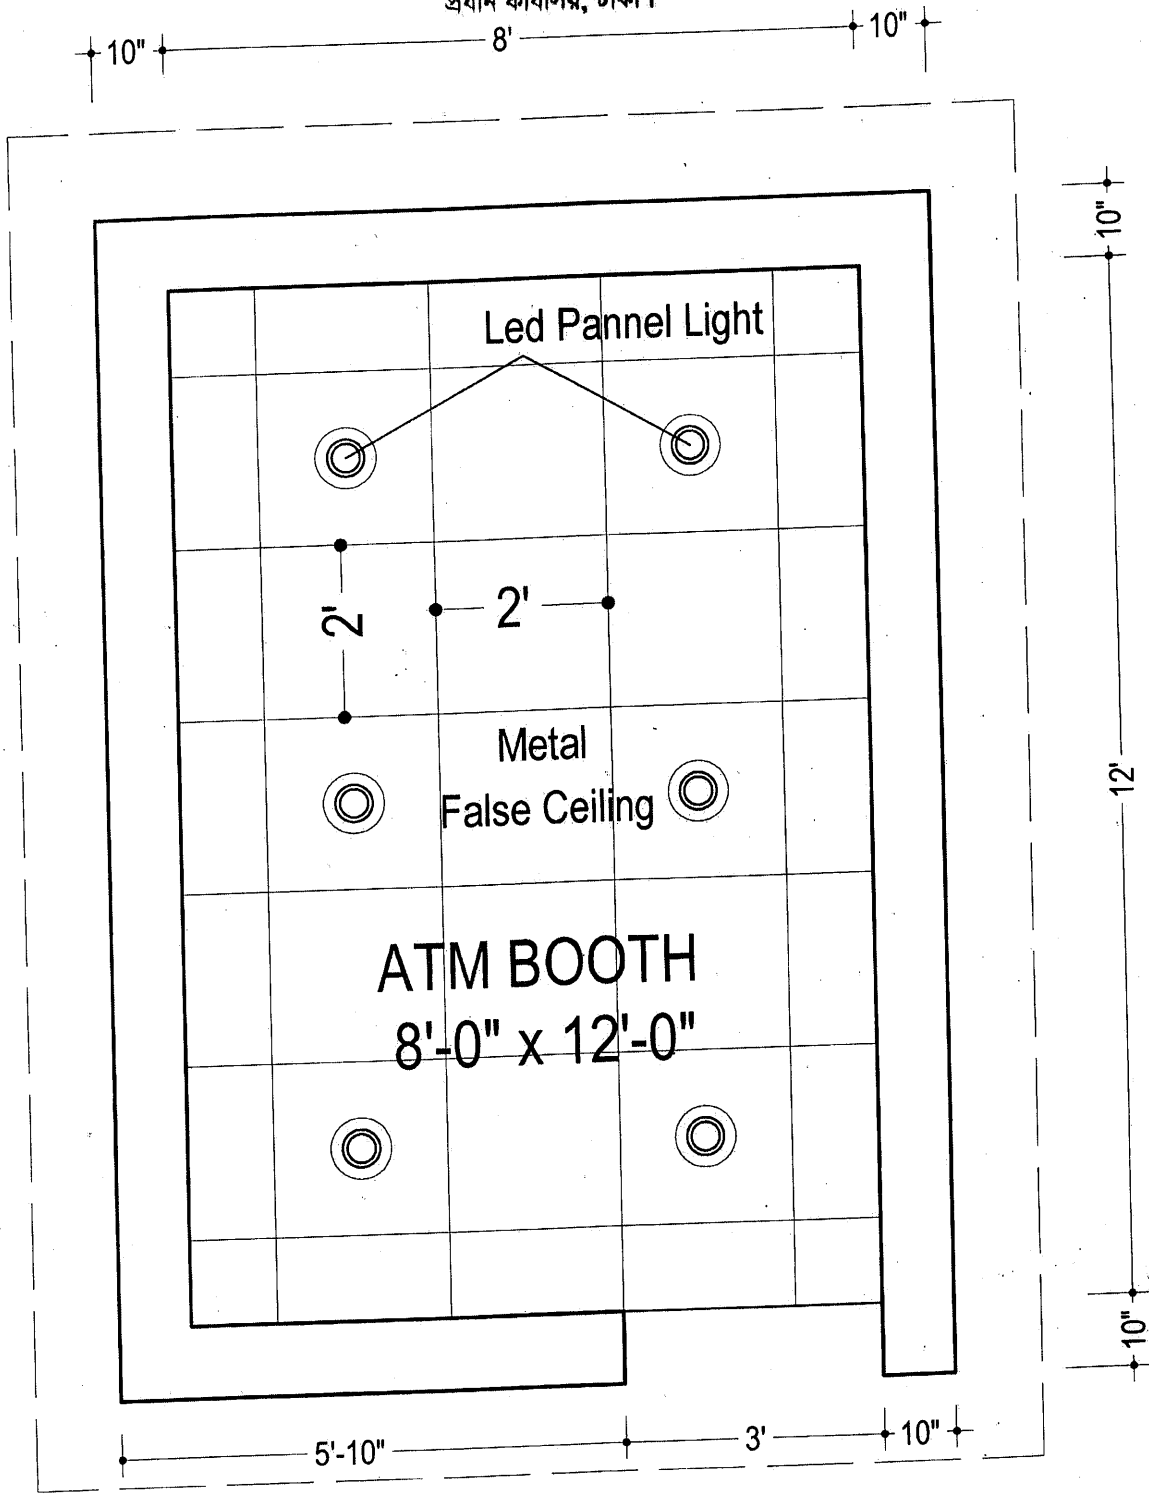 10" 8' 10"
10"
Led Pannel Light
2'
2'
Metal
False Ceiling
12'
ATM BOOTH
8'-0" x 12'-0"
10"
5'-10" 3' 10"